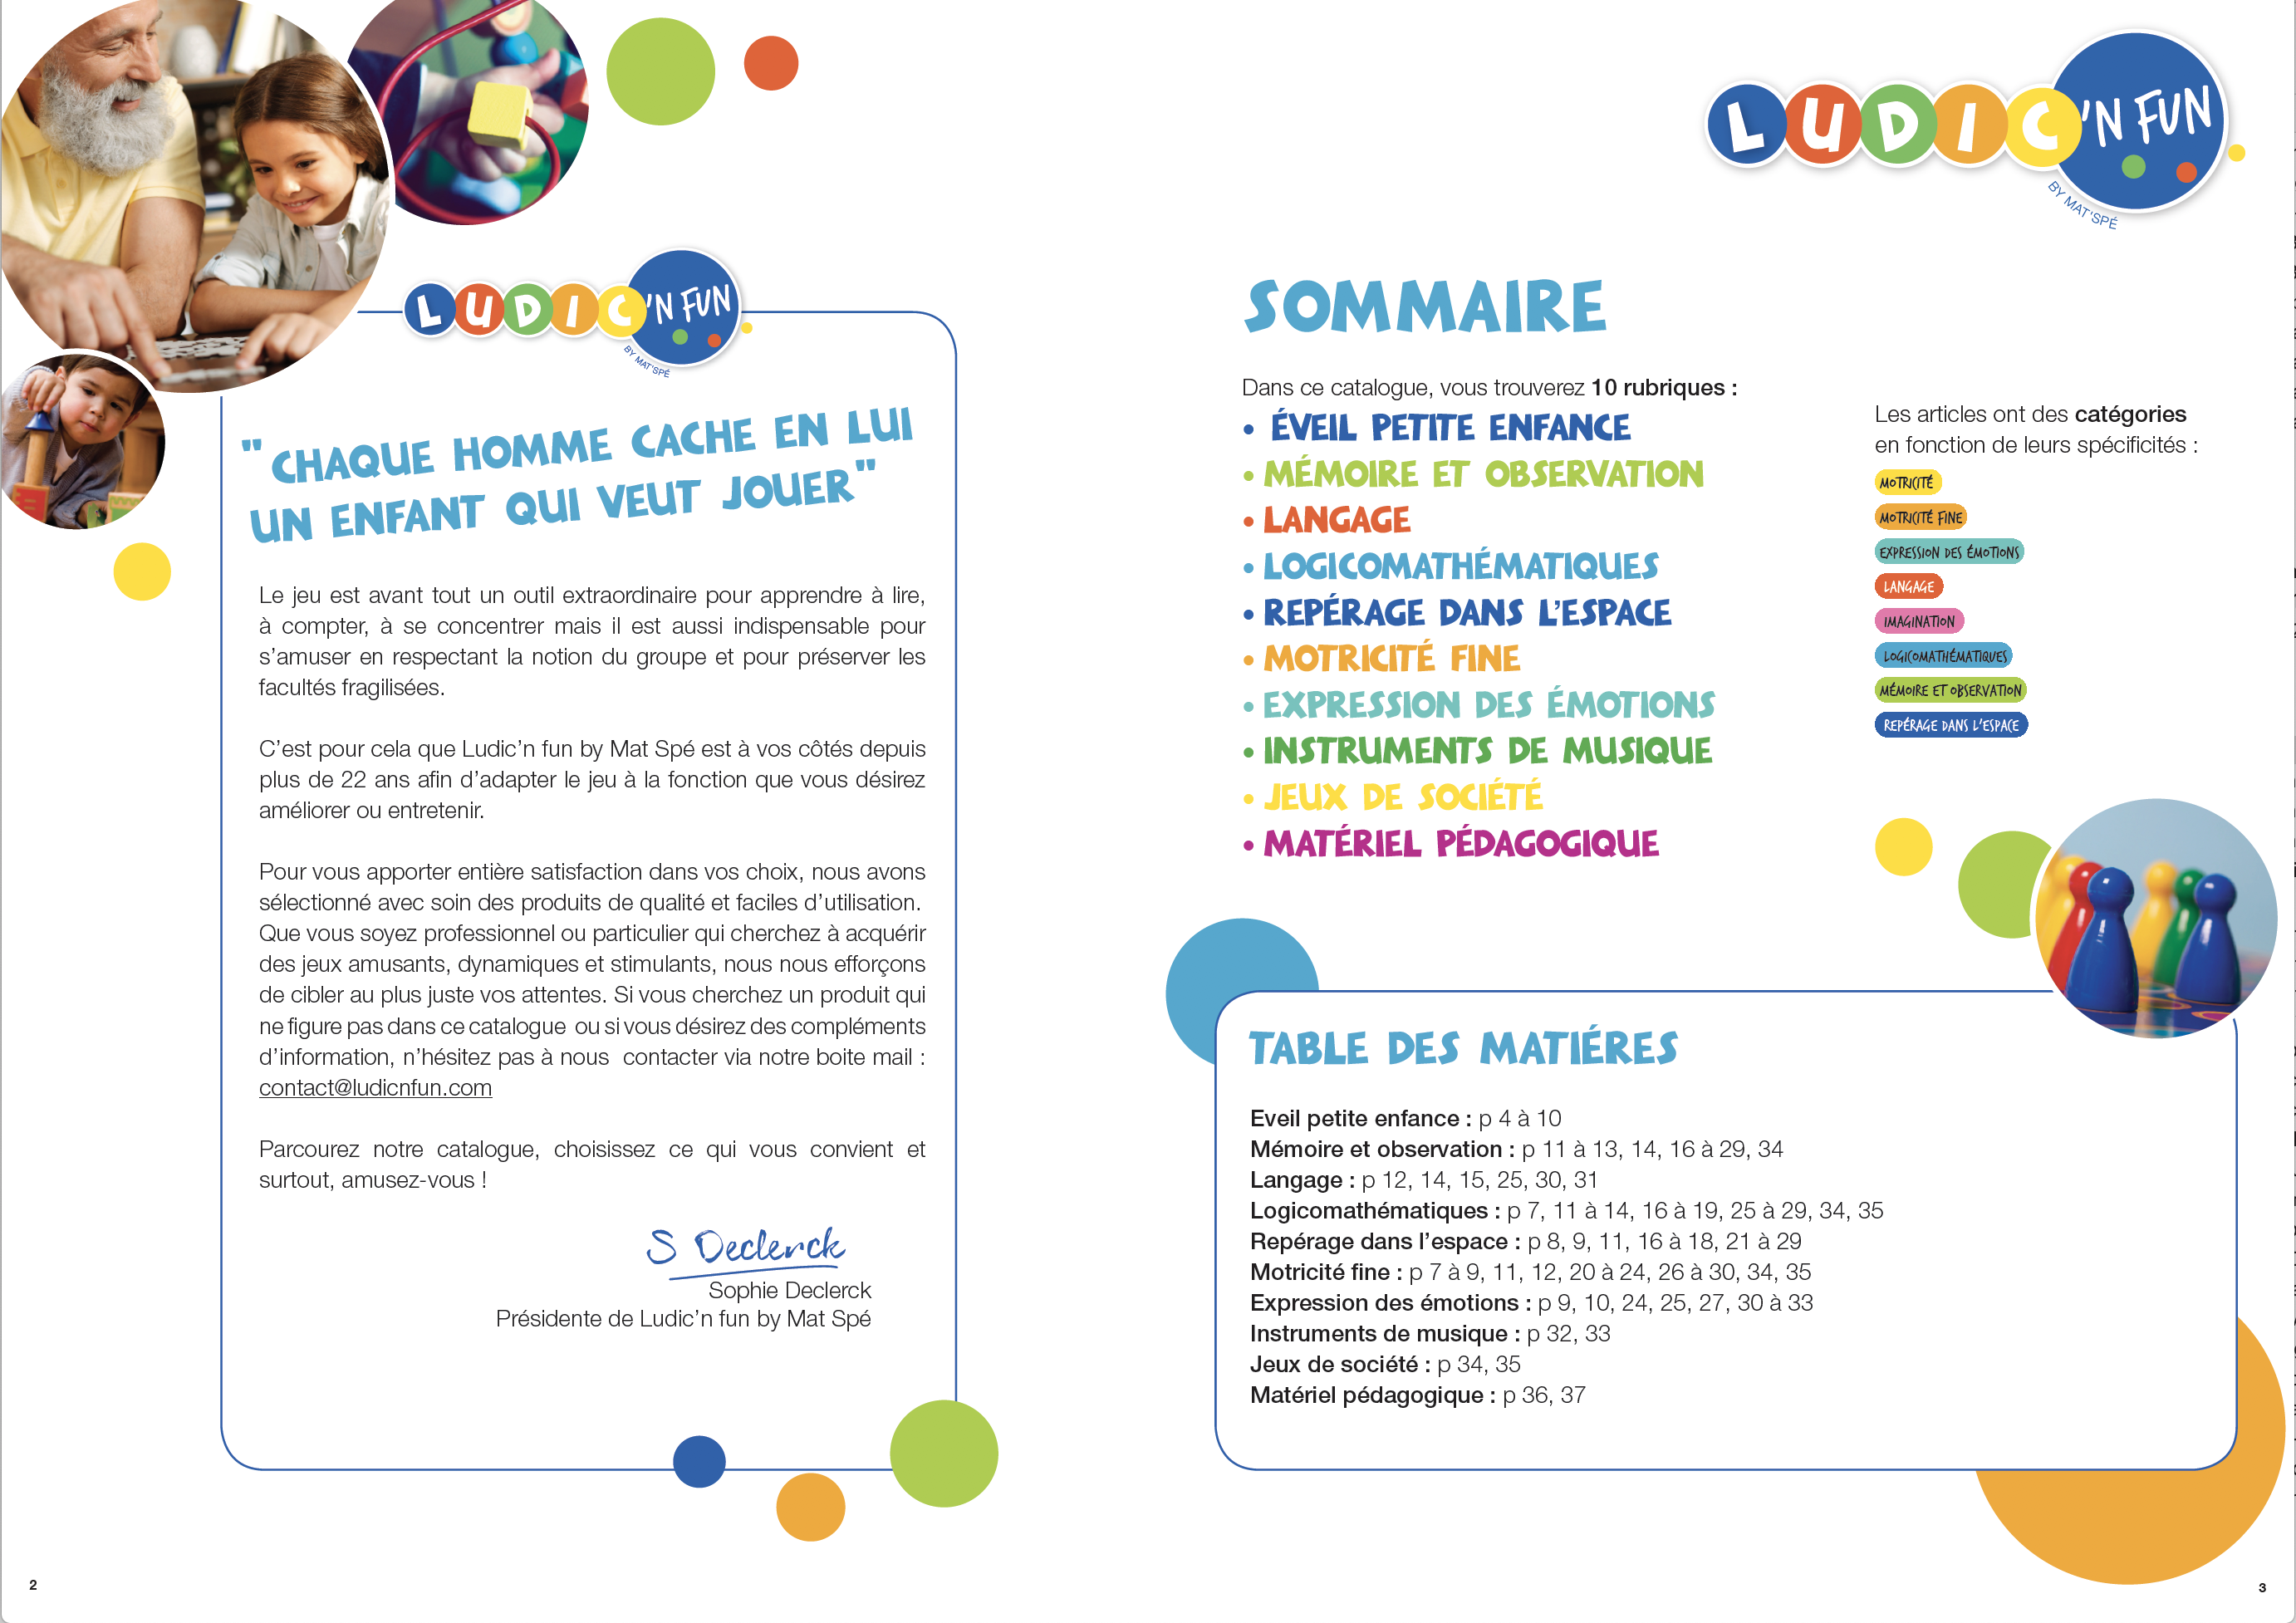 LUDIC'N FUN
BY MAT'SPÉ
" CHAQUE HOMME CACHE EN LUI
UN ENFANT QUI VEUT JOUER"
Le jeu est avant tout un outil extraordinaire pour apprendre à lire,
à compter, à se concentrer mais il est aussi indispensable pour
s'amuser en respectant la notion du groupe et pour préserver les
facultés fragilisées.
C'est pour cela que Ludic'n fun by Mat Spé est à vos côtés depuis
plus de 22 ans afin d'adapter le jeu à la fonction que vous désirez
améliorer ou entretenir.
Pour vous apporter entière satisfaction dans vos choix, nous avons
sélectionné avec soin des produits de qualité et faciles d'utilisation.
Que vous soyez professionnel ou particulier qui cherchez à acquérir
des jeux amusants, dynamiques et stimulants, nous nous efforçons
de cibler au plus juste vos attentes. Si vous cherchez un produit qui
ne figure pas dans ce catalogue ou si vous désirez des compléments
d'information, n'hésitez pas à nous contacter via notre boite mail :
contact@ludicnfun.com
Parcourez notre catalogue, choisissez ce qui vous convient et
surtout, amusez-vous !
S Declerck
Sophie Declerck
Présidente de Ludic'n fun by Mat Spé
2
LUDIC'N FUN
BY MAT'SPÉ
SOMMAIRE
Dans ce catalogue, vous trouverez 10 rubriques :
• ÉVEIL PETITE ENFANCE
• MÉMOIRE ET OBSERVATION
• LANGAGE
• LOGICOMATHÉMATIQUES
• REPÉRAGE DANS L'ESPACE
• MOTRICITÉ FINE
• EXPRESSION DES ÉMOTIONS
• INSTRUMENTS DE MUSIQUE
• JEUX DE SOCIÉTÉ
• MATÉRIEL PÉDAGOGIQUE
Les articles ont des catégories
en fonction de leurs spécificités :
MOTRICITÉ
MOTRICITÉ FINE
EXPRESSION DES ÉMOTIONS
LANGAGE
IMAGINATION
LOGICOMATHÉMATIQUES
MÉMOIRE ET OBSERVATION
REPÉRAGE DANS L'ESPACE
TABLE DES MATIÉRES
Eveil petite enfance : p 4 à 10
Mémoire et observation : p 11 à 13, 14, 16 à 29, 34
Langage : p 12, 14, 15, 25, 30, 31
Logicomathématiques : p 7, 11 à 14, 16 à 19, 25 à 29, 34, 35
Repérage dans l'espace : p 8, 9, 11, 16 à 18, 21 à 29
Motricité fine : p 7 à 9, 11, 12, 20 à 24, 26 à 30, 34, 35
Expression des émotions : p 9, 10, 24, 25, 27, 30 à 33
Instruments de musique : p 32, 33
Jeux de société : p 34, 35
Matériel pédagogique : p 36, 37
3